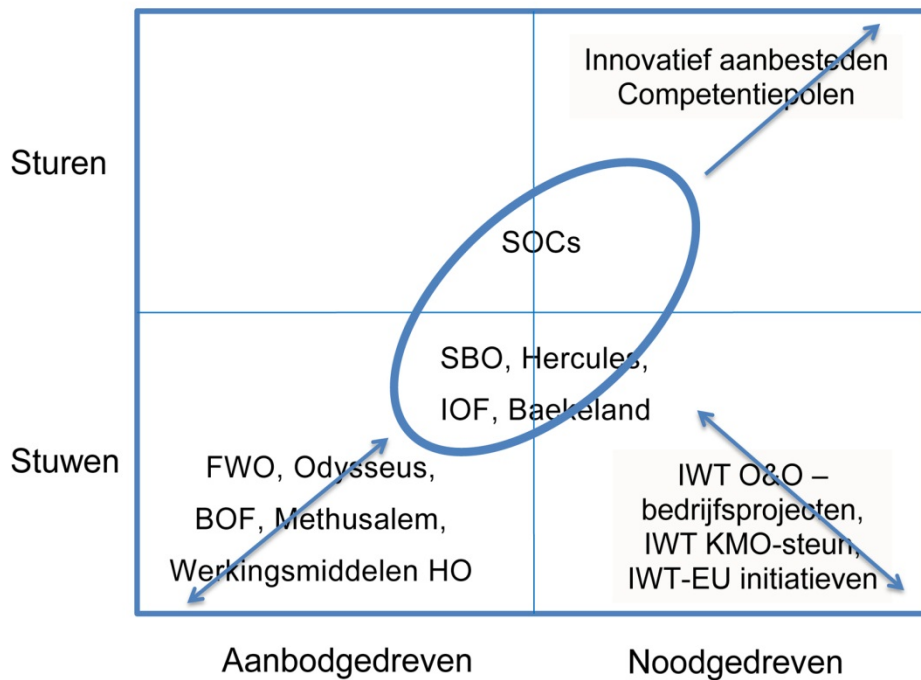 Innovatief aanbesteden
Competentiepolen
Sturen
SOCs
SBO, Hercules,
IOF, Baekeland
Stuwen
FWO, Odysseus,
BOF, Methusalem,
Werkingsmiddelen HO
IWT O&O –
bedrijfsprojecten,
IWT KMO-steun,
IWT-EU initiatieven
Aanbodgedreven
Noodgedreven